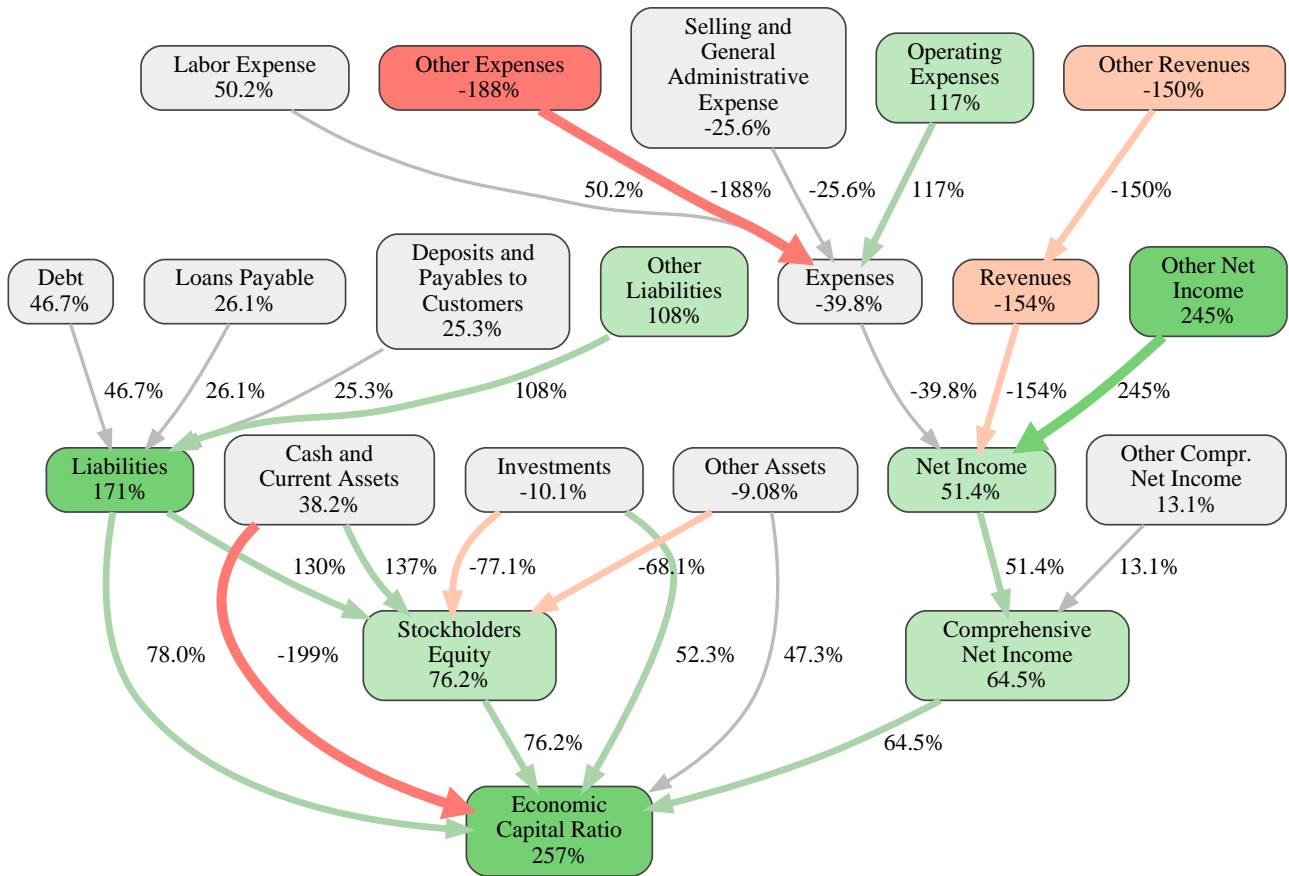 Labor Expense
50.2%
Other Expenses
-188%
Selling and
General
Administrative
Expense
-25.6%
Operating
Expenses
117%
Other Revenues
-150%
50.2%
-188%
-25.6%
117%
-150%
Debt
46.7%
Loans Payable
26.1%
Deposits and
Payables to
Customers
25.3%
Other
Liabilities
108%
Expenses
-39.8%
Revenues
-154%
Other Net
Income
245%
46.7%
26.1%
25.3%
108%
-39.8%
-154%
245%
Liabilities
171%
Cash and
Current Assets
38.2%
Investments
-10.1%
Other Assets
-9.08%
Net Income
51.4%
Other Compr.
Net Income
13.1%
130%
137%
-77.1%
-68.1%
51.4%
13.1%
Stockholders
Equity
76.2%
Comprehensive
Net Income
64.5%
78.0%
-199%
52.3%
47.3%
76.2%
64.5%
Economic
Capital Ratio
257%